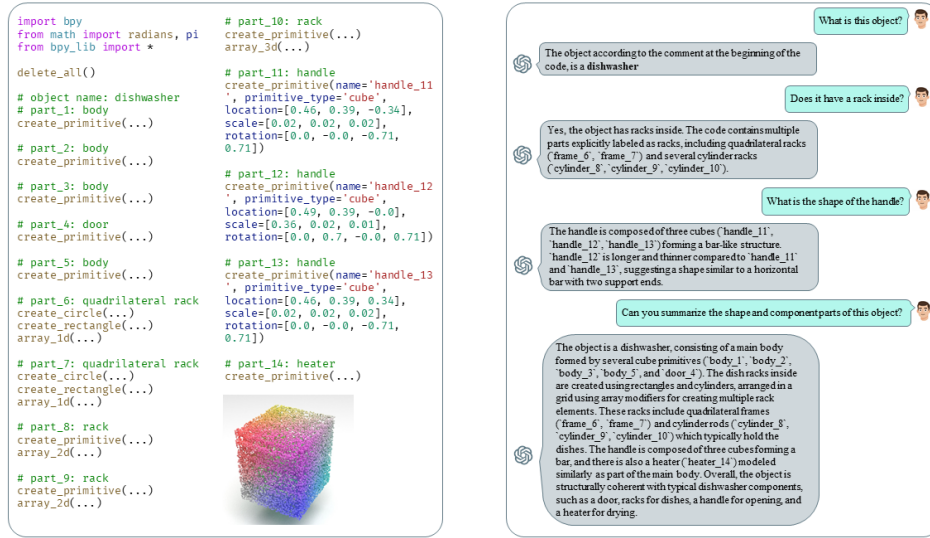 import bpy
from math import radians, pi
from bpy_lib import *
delete_all()
# object name: dishwasher
# part_1: body
create_primitive(...)
# part_2: body
create_primitive(...)
# part_3: body
create_primitive(...)
# part_4: door
create_primitive(...)
# part_5: body
create_primitive(...)
# part_6: quadrilateral rack
create_circle(...)
create_rectangle(...)
array_1d(...)
# part_7: quadrilateral rack
create_circle(...)
create_rectangle(...)
array_1d(...)
# part_8: rack
create_primitive(...)
array_2d(...)
# part_9: rack
create_primitive(...)
array_2d(...)
# part_10: rack
create_primitive(...)
array_3d(...)
# part_11: handle
create_primitive(name='handle_11
', primitive_type='cube',
location=[0.46, 0.39, -0.34],
scale=[0.02, 0.02, 0.02],
rotation=[0.0, -0.0, -0.71,
0.71])
# part_12: handle
create_primitive(name='handle_12
', primitive_type='cube',
location=[0.49, 0.39, -0.0],
scale=[0.36, 0.02, 0.01],
rotation=[0.0, 0.7, -0.0, 0.71])
# part_13: handle
create_primitive(name='handle_13
', primitive_type='cube',
location=[0.46, 0.39, 0.34],
scale=[0.02, 0.02, 0.02],
rotation=[0.0, -0.0, -0.71,
0.71])
# part_14: heater
create_primitive(...)
What is this object?
The object according to the comment at the beginning of the
code, is a dishwasher
Does it have a rack inside?
Yes, the object has racks inside. The code contains multiple
parts explicitly labeled as racks, including quadrilateral racks
(`frame_6`, `frame_7`) and several cylinder racks
(`cylinder_8`, `cylinder_9`, `cylinder_10`).
What is the shape of the handle?
The handle is composed of three cubes (`handle_11`,
`handle_12`, `handle_13`) forming a bar-like structure.
`handle_12` is longer and thinner compared to `handle_11`
and `handle_13`, suggesting a shape similar to a horizontal
bar with two support ends.
Can you summarize the shape and component parts of this object?
The object is a dishwasher, consisting of a main body
formed by several cube primitives (`body_1`, `body_2`,
`body_3`, `body_5`, and `door_4`). The dish racks inside
are created using rectangles and cylinders, arranged in a
grid using array modifiers for creating multiple rack
elements. These racks include quadrilateral frames
(`frame_6`, `frame_7`) and cylinder rods (`cylinder_8`,
`cylinder_9`, `cylinder_10`) which typically hold the
dishes. The handle is composed of three cubes forming a
bar, and there is also a heater (`heater_14`) modeled
similarly as part of the main body. Overall, the object is
structurally coherent with typical dishwasher components,
such as a door, racks for dishes, a handle for opening, and
a heater for drying.